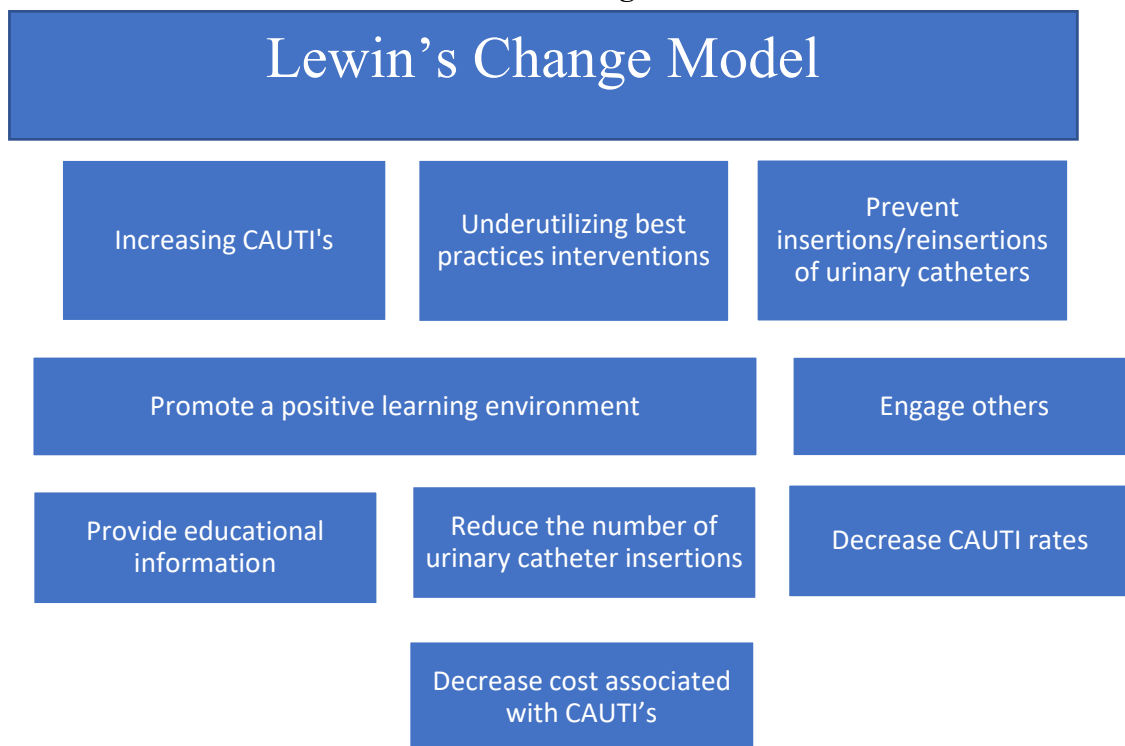 Lewin's Change Model
Increasing CAUTI's
Underutilizing best
practices interventions
Prevent
insertions/reinsertions
of urinary catheters
Promote a positive learning environment
Engage others
Provide educational
information
Reduce the number of
urinary catheter insertions
Decrease CAUTI rates
Decrease cost associated
with CAUTI’s